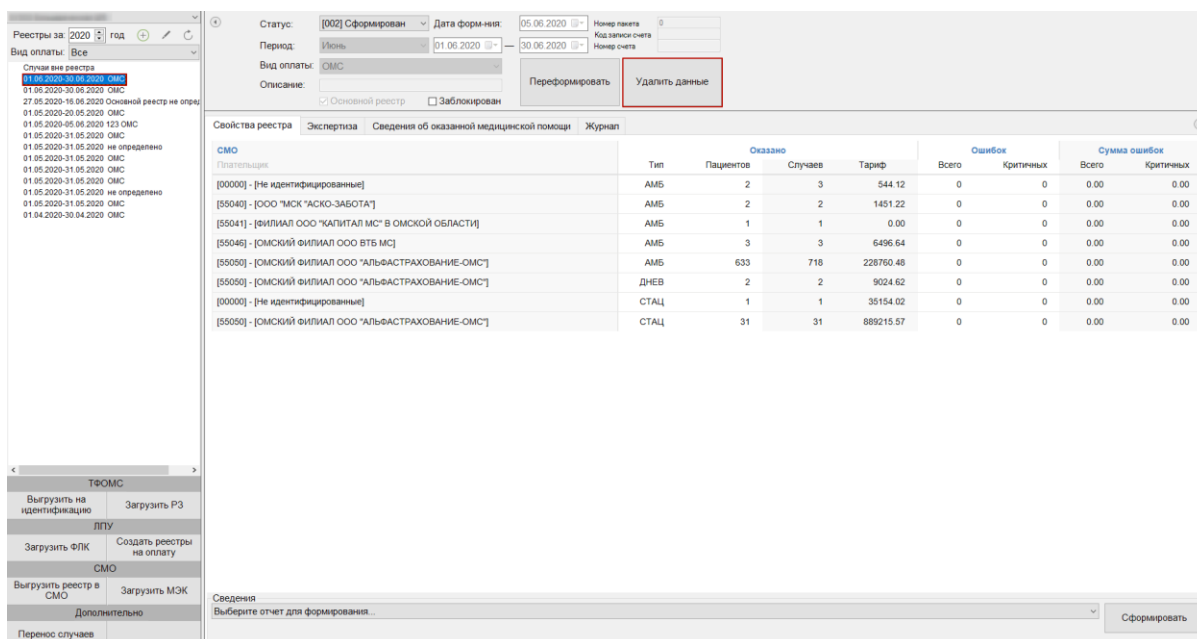 Реестры за: 2020 год
Вид оплаты: Все
Случаи вне реестра
01.06.2020-30.06.2020 ОМС
01.06.2020-30.06.2020 ОМС
27.05.2020-16.06.2020 Основной реестр не опред
01.05.2020-20.05.2020 ОМС
01.05.2020-05.06.2020 123 ОМС
01.05.2020-31.05.2020 ОМС
01.05.2020-31.05.2020 не определено
01.05.2020-31.05.2020 ОМС
01.05.2020-31.05.2020 ОМС
01.05.2020-31.05.2020 ОМС
01.05.2020-31.05.2020 не определено
01.05.2020-31.05.2020 ОМС
01.04.2020-30.04.2020 ОМС
ТФОМС
Выгрузить на идентификацию Загрузить РЗ
ЛПУ
Загрузить ФЛК Создать реестры на оплату
СМО
Выгрузить реестр в СМО Загрузить МЭК
Дополнительно
Перенос случаев
Статус: [002] Сформирован Дата форм-ния: 05.06.2020 Номер пакета 0
Код записи счета
Период: Июнь 01.06.2020 — 30.06.2020 Номер счета
Вид оплаты: ОМС
Описание:
Основной реестр Заблокирован
Переформировать Удалить данные
Свойства реестра Экспертиза Сведения об оказанной медицинской помощи Журнал
СМО Оказано Ошибок Сумма ошибок
Плательщик Тип Пациентов Случаев Тариф Всего Критичных Всего Критичных
[00000] - [Не идентифицированные] АМБ 2 3 544.12 0 0 0.00 0.00
[55040] - [ООО "МСК "АСКО-ЗАБОТА"] АМБ 2 2 1451.22 0 0 0.00 0.00
[55041] - [ФИЛИАЛ ООО "КАПИТАЛ МС" В ОМСКОЙ ОБЛАСТИ] АМБ 1 1 0.00 0 0 0.00 0.00
[55046] - [ОМСКИЙ ФИЛИАЛ ООО ВТБ МС] АМБ 3 3 6496.64 0 0 0.00 0.00
[55050] - [ОМСКИЙ ФИЛИАЛ ООО "АЛЬФАСТРАХОВАНИЕ-ОМС"] АМБ 633 718 228760.48 0 0 0.00 0.00
[55050] - [ОМСКИЙ ФИЛИАЛ ООО "АЛЬФАСТРАХОВАНИЕ-ОМС"] ДНЕВ 2 2 9024.62 0 0 0.00 0.00
[00000] - [Не идентифицированные] СТАЦ 1 1 35154.02 0 0 0.00 0.00
[55050] - [ОМСКИЙ ФИЛИАЛ ООО "АЛЬФАСТРАХОВАНИЕ-ОМС"] СТАЦ 31 31 889215.57 0 0 0.00 0.00
Сведения
Выберите отчет для формирования...
Сформировать